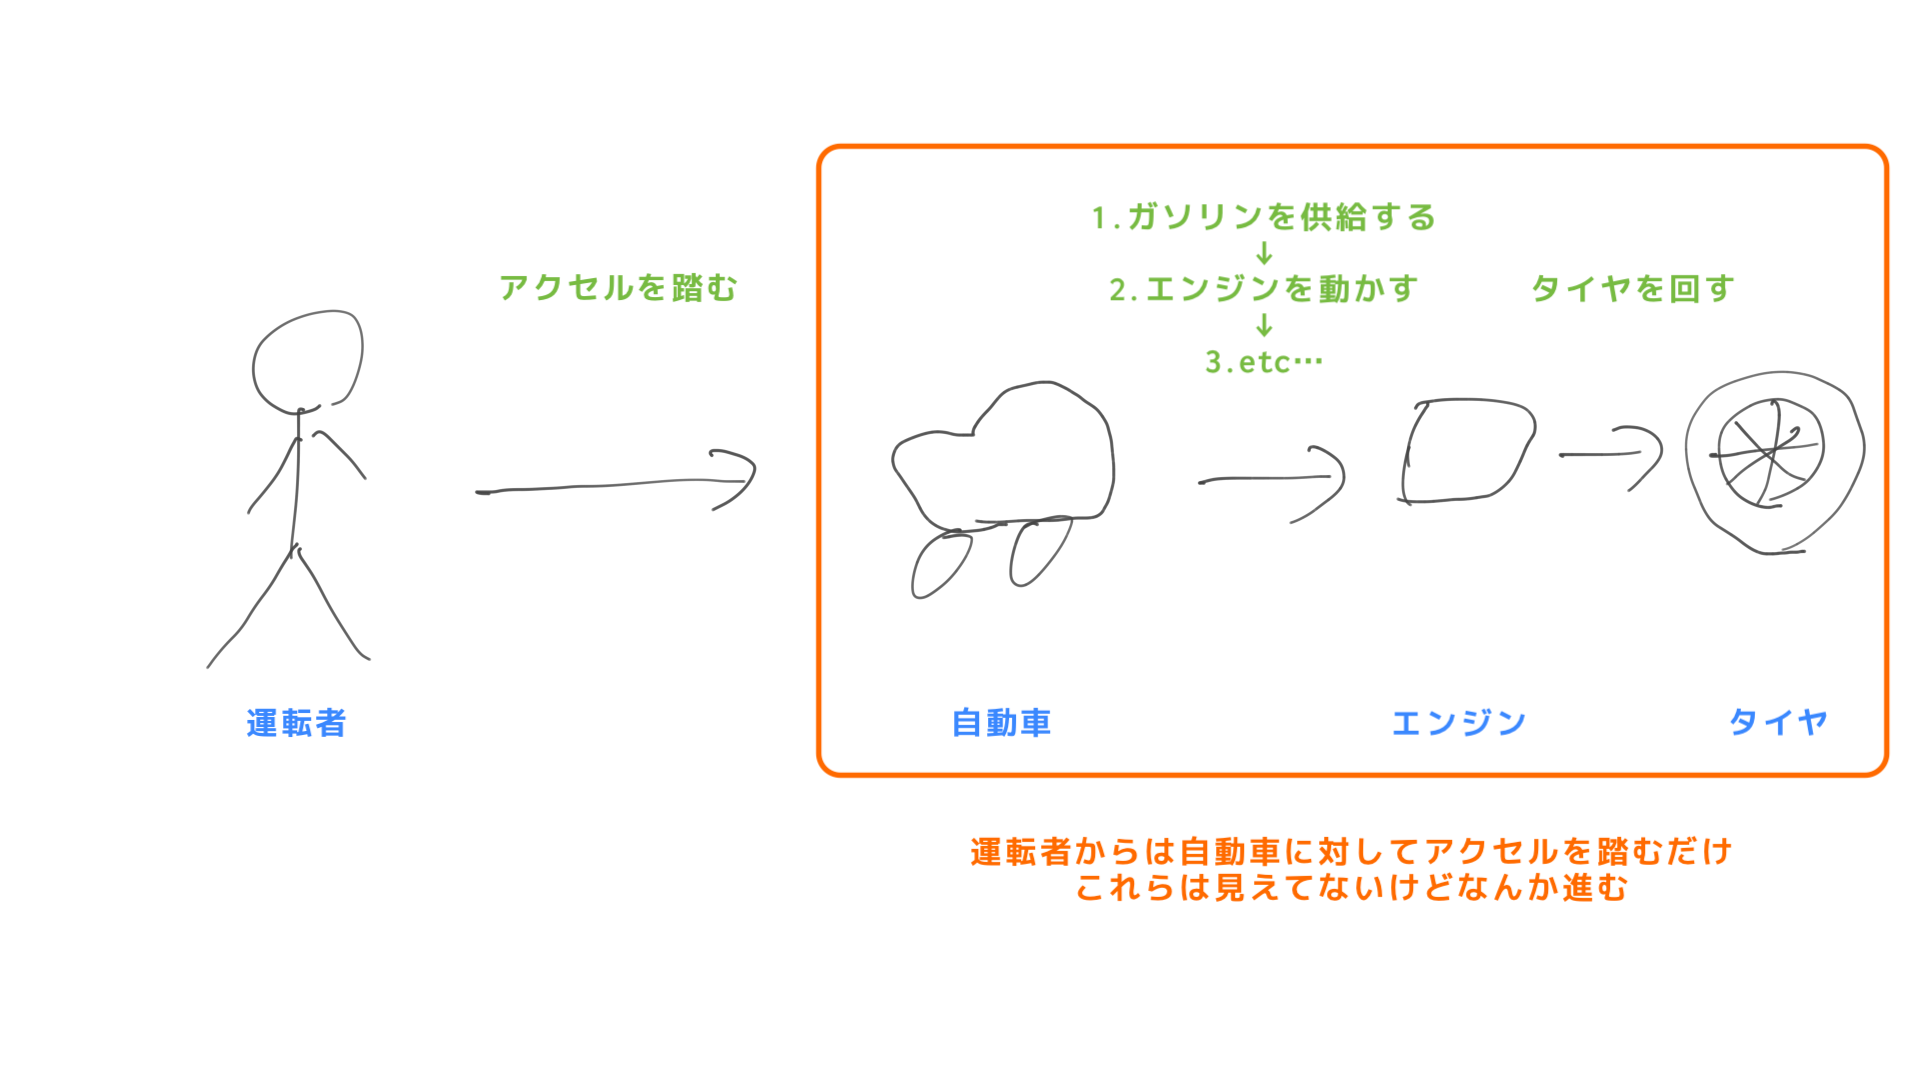 1.ガソリンを供給する
↓
アクセルを踏む
2.エンジンを動かす
タイヤを回す
↓
3.etc…
運転者
自動車
エンジン
タイヤ
運転者からは自動車に対してアクセルを踏むだけ
これらは見えてないけどなんか進む